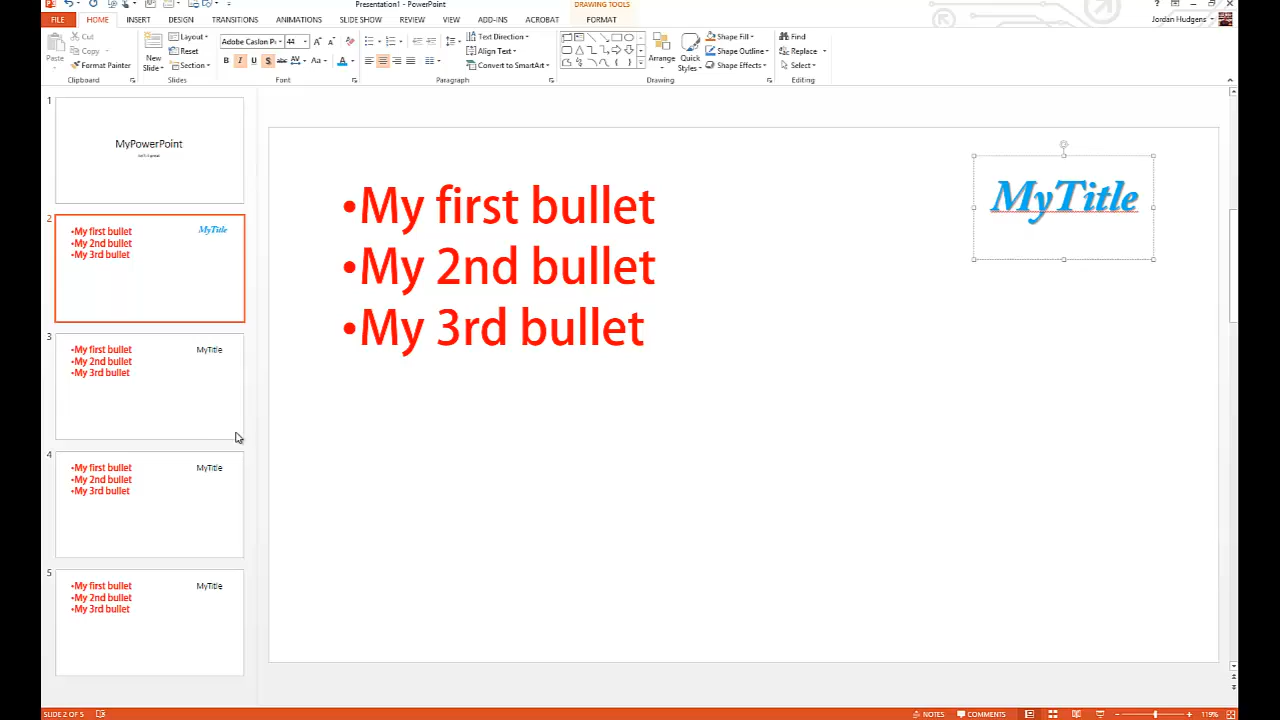 Presentation1 - PowerPoint
DRAWING TOOLS
?
FILE HOME INSERT DESIGN TRANSITIONS ANIMATIONS SLIDE SHOW REVIEW VIEW ADD-INS ACROBAT FORMAT
Jordan Hudgens
Paste
Cut
Copy
Format Painter
Clipboard
New Slide
Layout
Reset
Section
Slides
Adobe Caslon P
44
B I U S abc AV Aa A
Font
Text Direction
Align Text
Convert to SmartArt
Paragraph
Arrange
Quick Styles
Shape Fill
Shape Outline
Shape Effects
Drawing
Find
Replace
Select
Editing
1
MyPowerPoint
2
•My first bullet
•My 2nd bullet
•My 3rd bullet
MyTitle
3
•My first bullet
•My 2nd bullet
•My 3rd bullet
MyTitle
4
•My first bullet
•My 2nd bullet
•My 3rd bullet
MyTitle
5
•My first bullet
•My 2nd bullet
•My 3rd bullet
MyTitle
•My first bullet
•My 2nd bullet
•My 3rd bullet
MyTitle
SLIDE 2 OF 5
NOTES
COMMENTS
119%